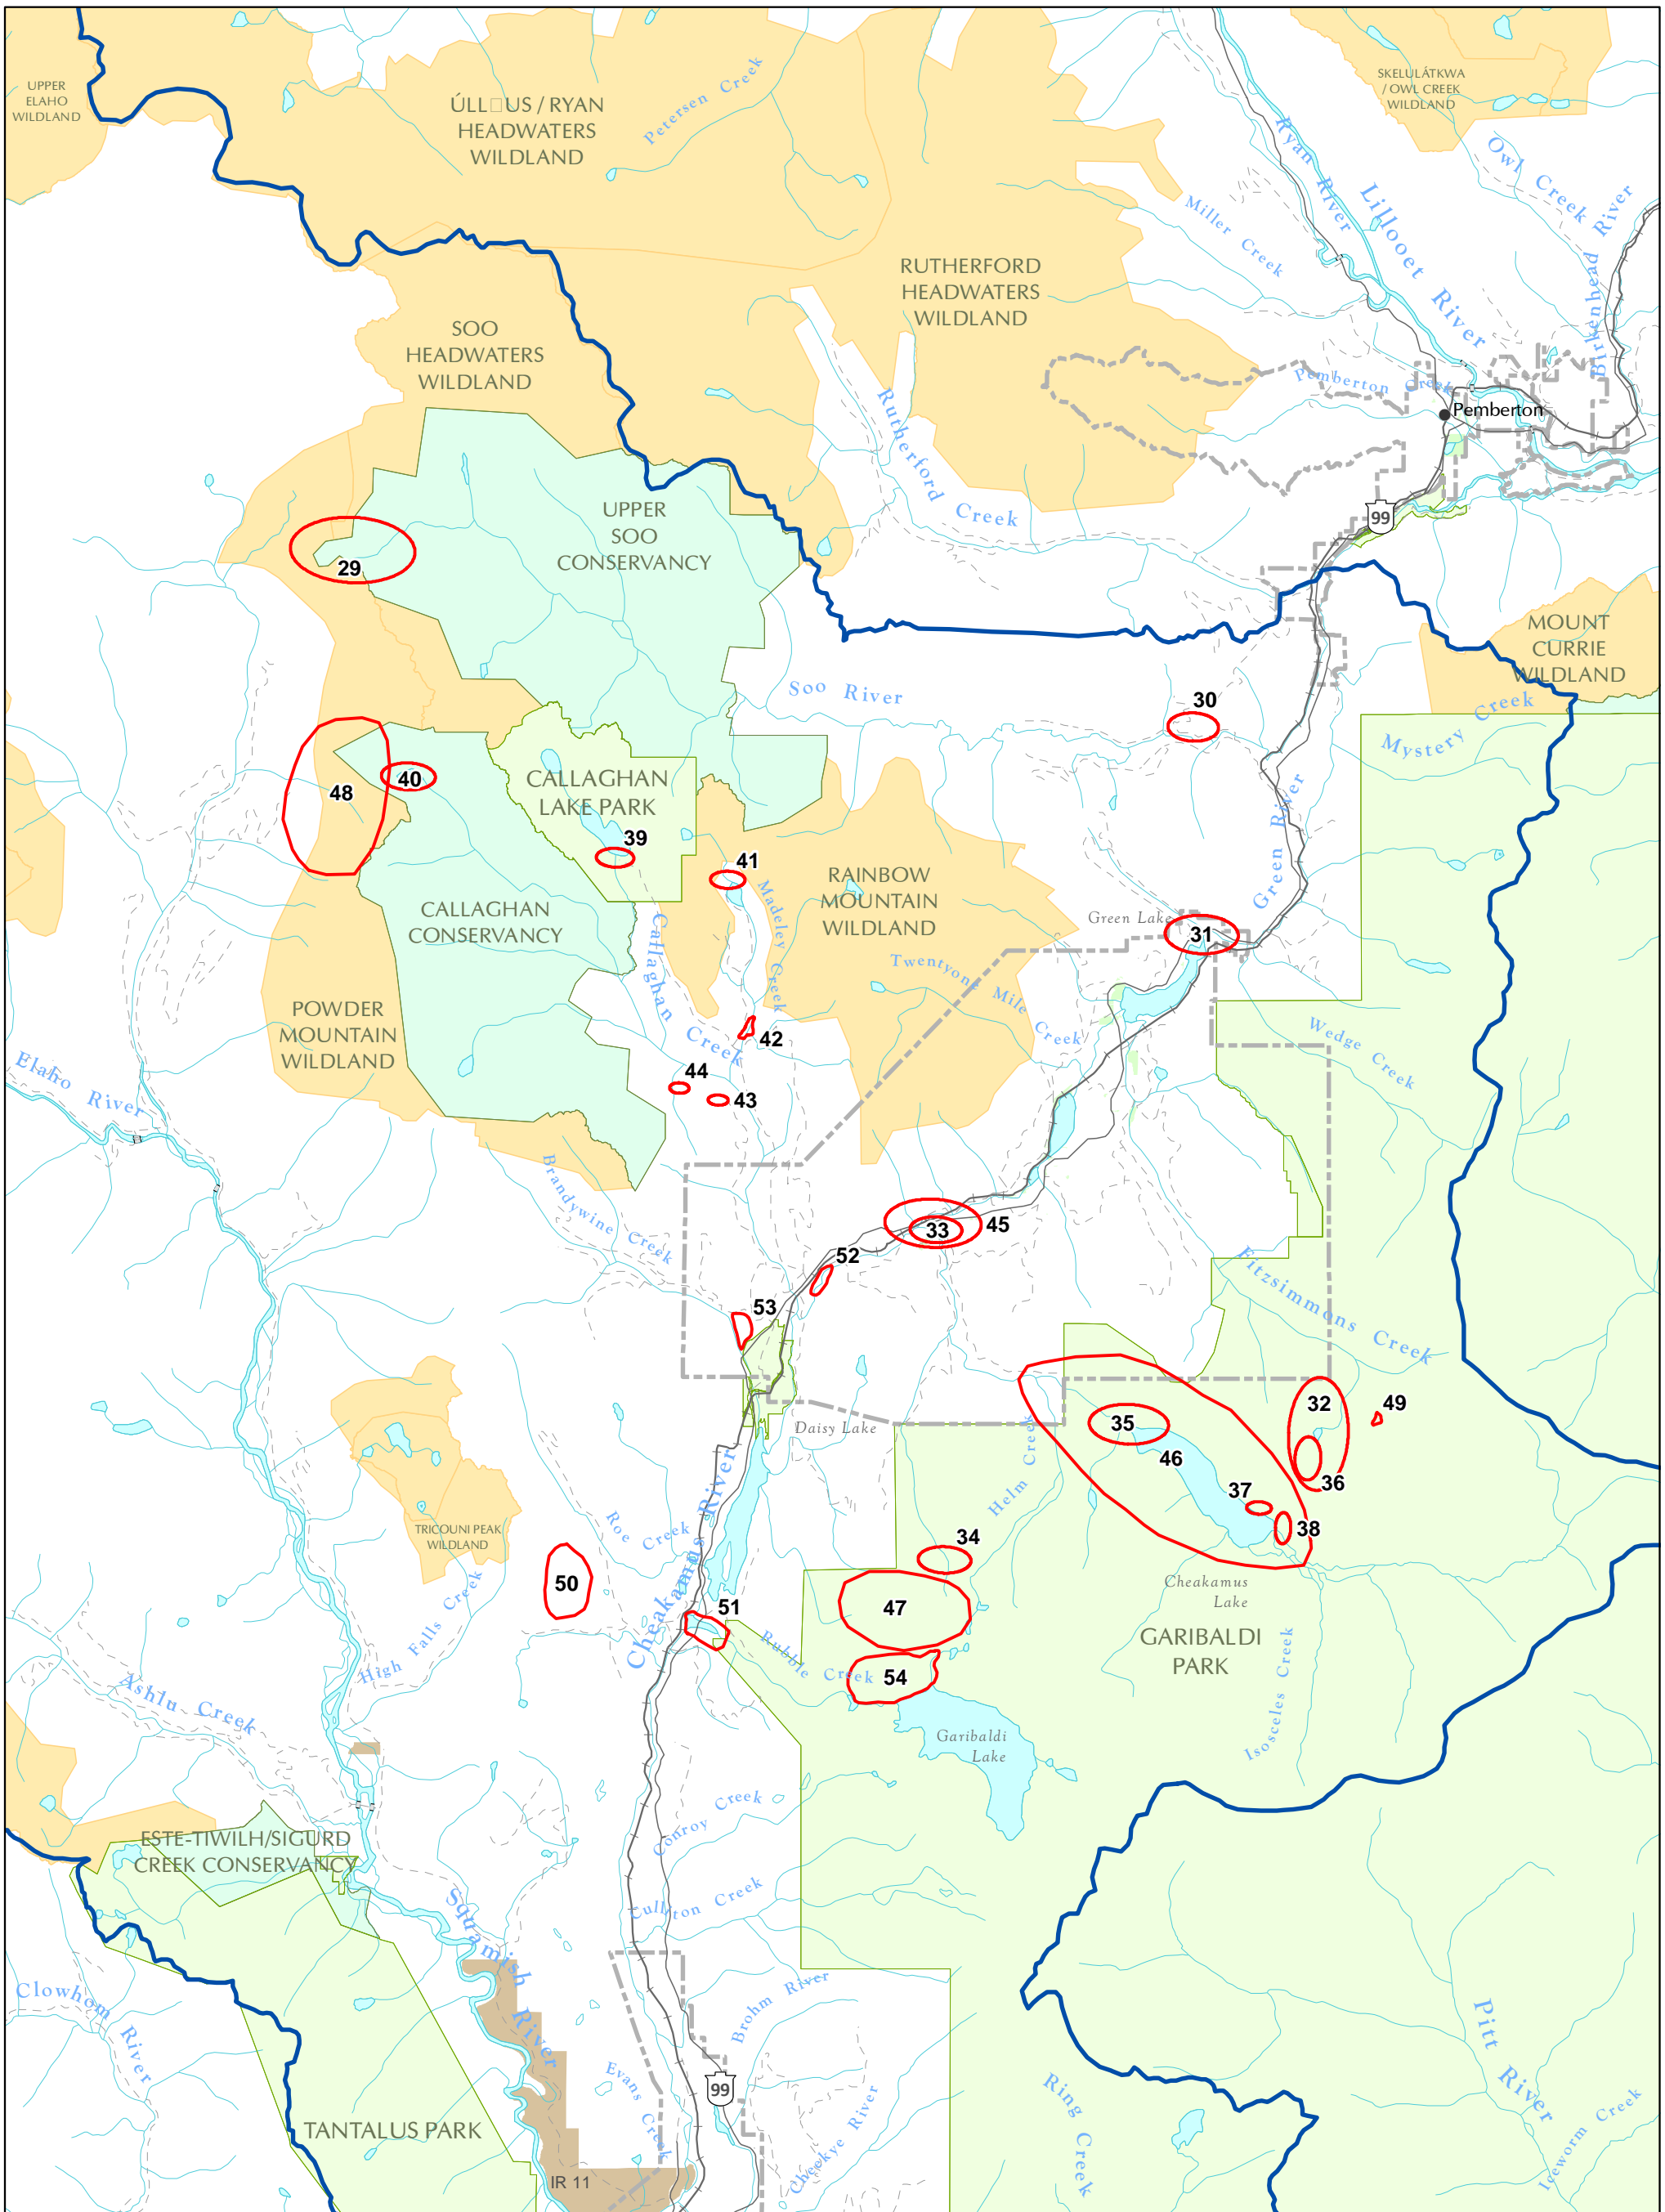 UPPER
ELAHO
WILDLAND
ÚLL□US / RYAN
HEADWATERS
WILDLAND
Petersen Creek
SKELULÁTKWA
/ OWL CREEK
WILDLAND
Ryan River
Lillooet River
Owl Creek
Birkenhead River
Miller Creek
RUTHERFORD
HEADWATERS
WILDLAND
SOO
HEADWATERS
WILDLAND
Pemberton Creek
Pemberton
Rutherford Creek
99
UPPER
SOO
CONSERVANCY
29
MOUNT
CURRIE
WILDLAND
Soo River
30
Mystery Creek
48
40
CALLAGHAN
LAKE PARK
39
41
Green River
RAINBOW
MOUNTAIN
WILDLAND
Madeley Creek
CALLAGHAN
CONSERVANCY
Callaghan Creek
Green Lake
31
Twentyone Mile Creek
POWDER
MOUNTAIN
WILDLAND
42
Wedge Creek
Elaho River
44
43
Brandywine Creek
33
45
52
Fitzsimmons Creek
53
32
49
35
46
Daisy Lake
Helm Creek
36
37
38
TRICOUNI PEAK
WILDLAND
Roe Creek
Cheakamus River
34
50
High Falls Creek
51
47
Cheakamus
Lake
GARIBALDI
PARK
Rubble Creek
54
Isosceles Creek
Ashlu Creek
Garibaldi
Lake
Conroy Creek
ESTE-TIWILH/SIGURD
CREEK CONSERVANCY
Culliton Creek
Squamish River
Clowhom River
Brohm River
Pitt River
Evans Creek
99
Cheekye River
Ring Creek
Iceworm Creek
TANTALUS PARK
IR 11